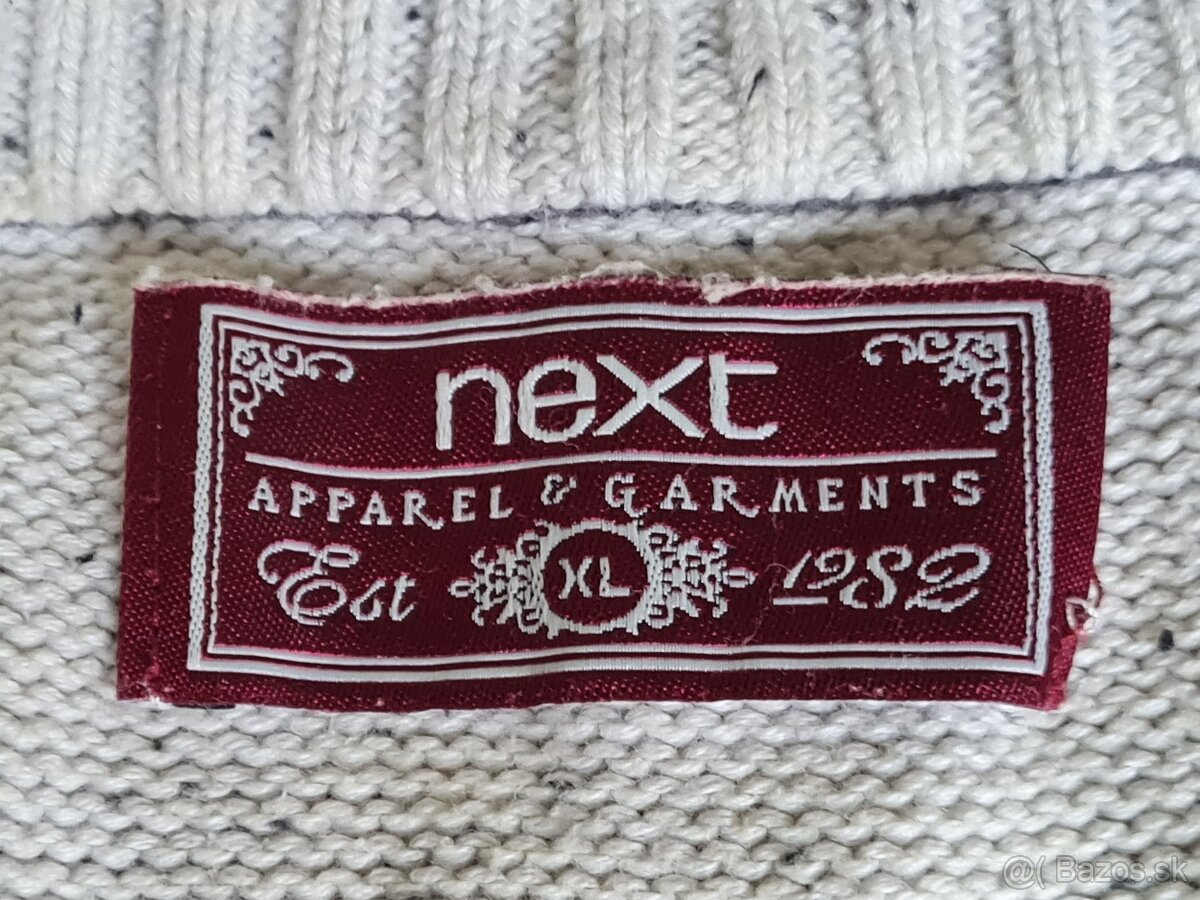 next
APPAREL & GARMENTS
Est XL 1982
@( Bazos.sk